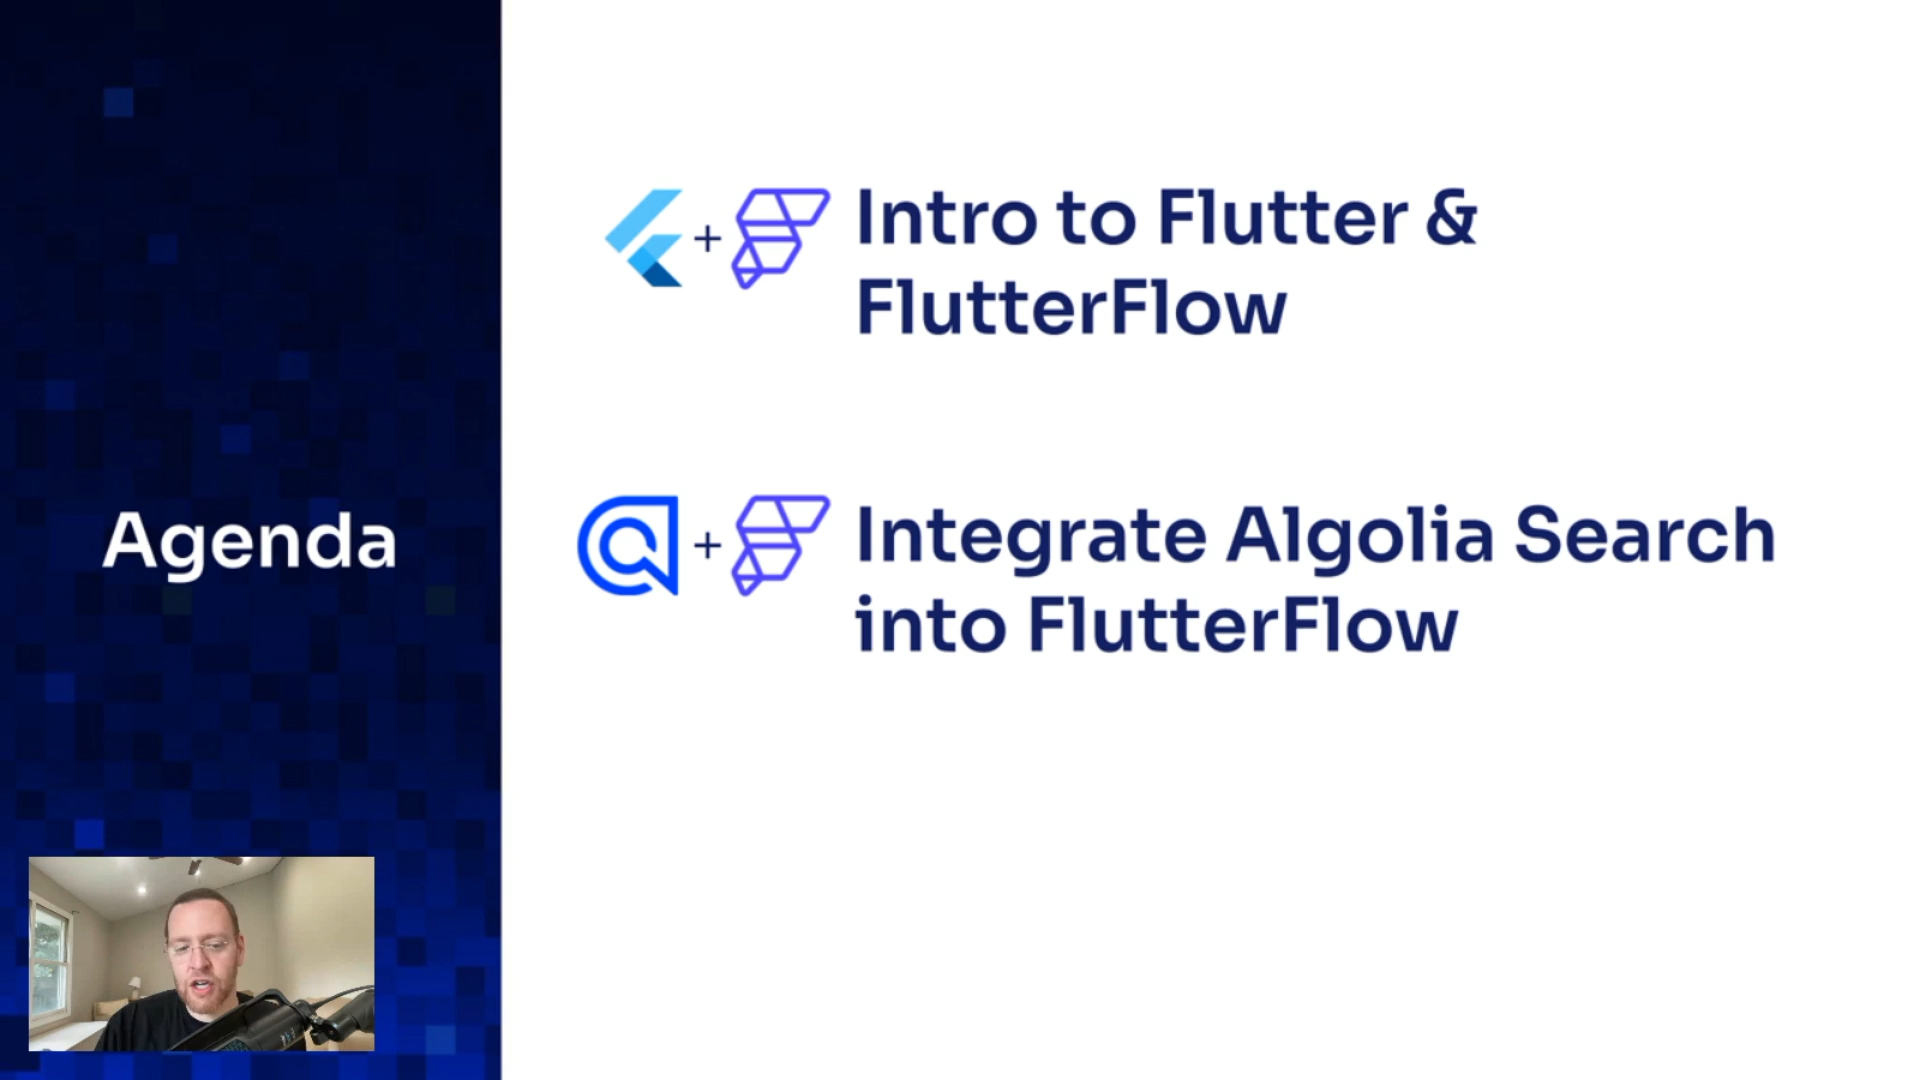 Agenda
Intro to Flutter &
FlutterFlow
Integrate Algolia Search
into FlutterFlow